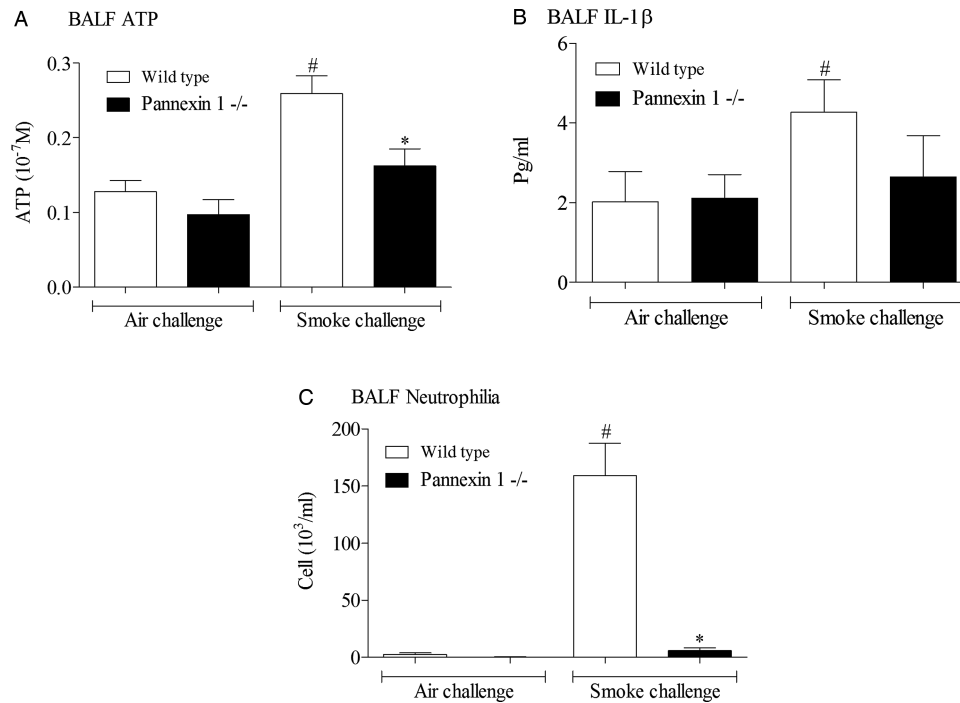 A BALF ATP
0.3
0.2
0.1
0.0
ATP (10⁻⁷M)
Wild type
Pannexin 1 -/-
#
*
Air challenge
Smoke challenge
B BALF IL-1β
6
4
2
0
Pg/ml
Wild type
Pannexin 1 -/-
#
Air challenge
Smoke challenge
C BALF Neutrophilia
200
150
100
50
0
Cell (10³/ml)
Wild type
Pannexin 1 -/-
#
*
Air challenge
Smoke challenge